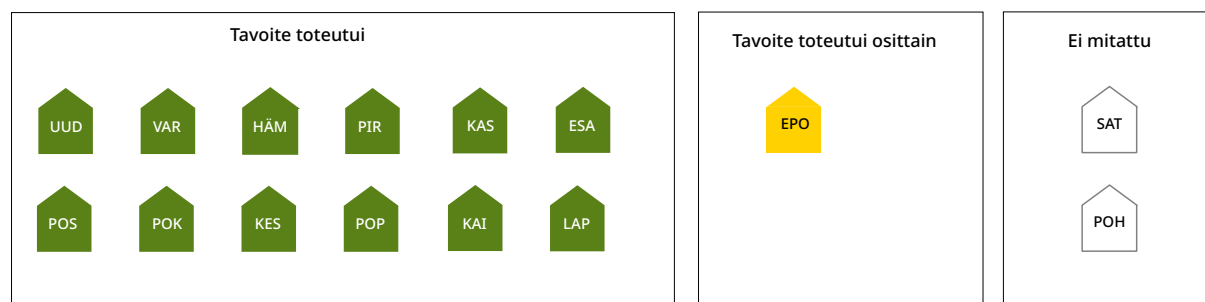 Tavoite toteutui
UUD VAR HÄM PIR KAS ESA
POS POK KES POP KAI LAP
Tavoite toteutui osittain
EPO
Ei mitattu
SAT
POH